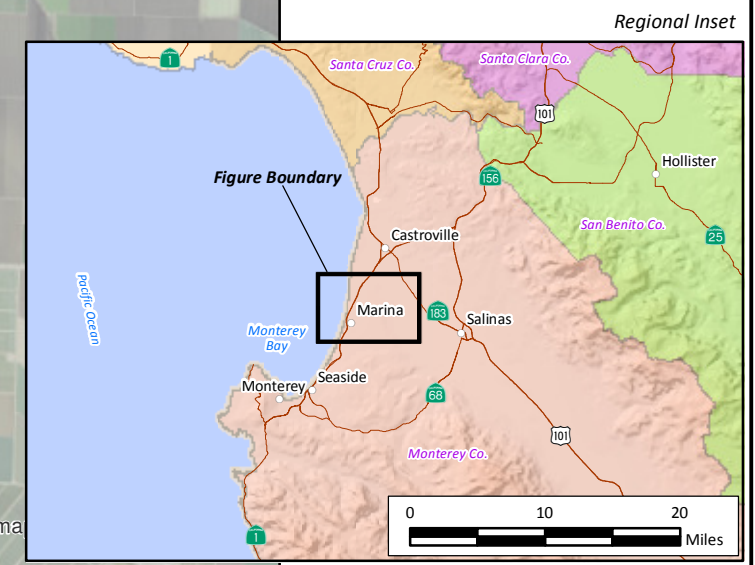 Regional Inset
1
Santa Cruz Co.
Santa Clara Co.
101
Hollister
Figure Boundary
156
San Benito Co.
25
Castroville
Pacific Ocean
Marina
183
Salinas
Monterey
Bay
Seaside
Monterey
68
101
Monterey Co.
0 10 20
Miles
1